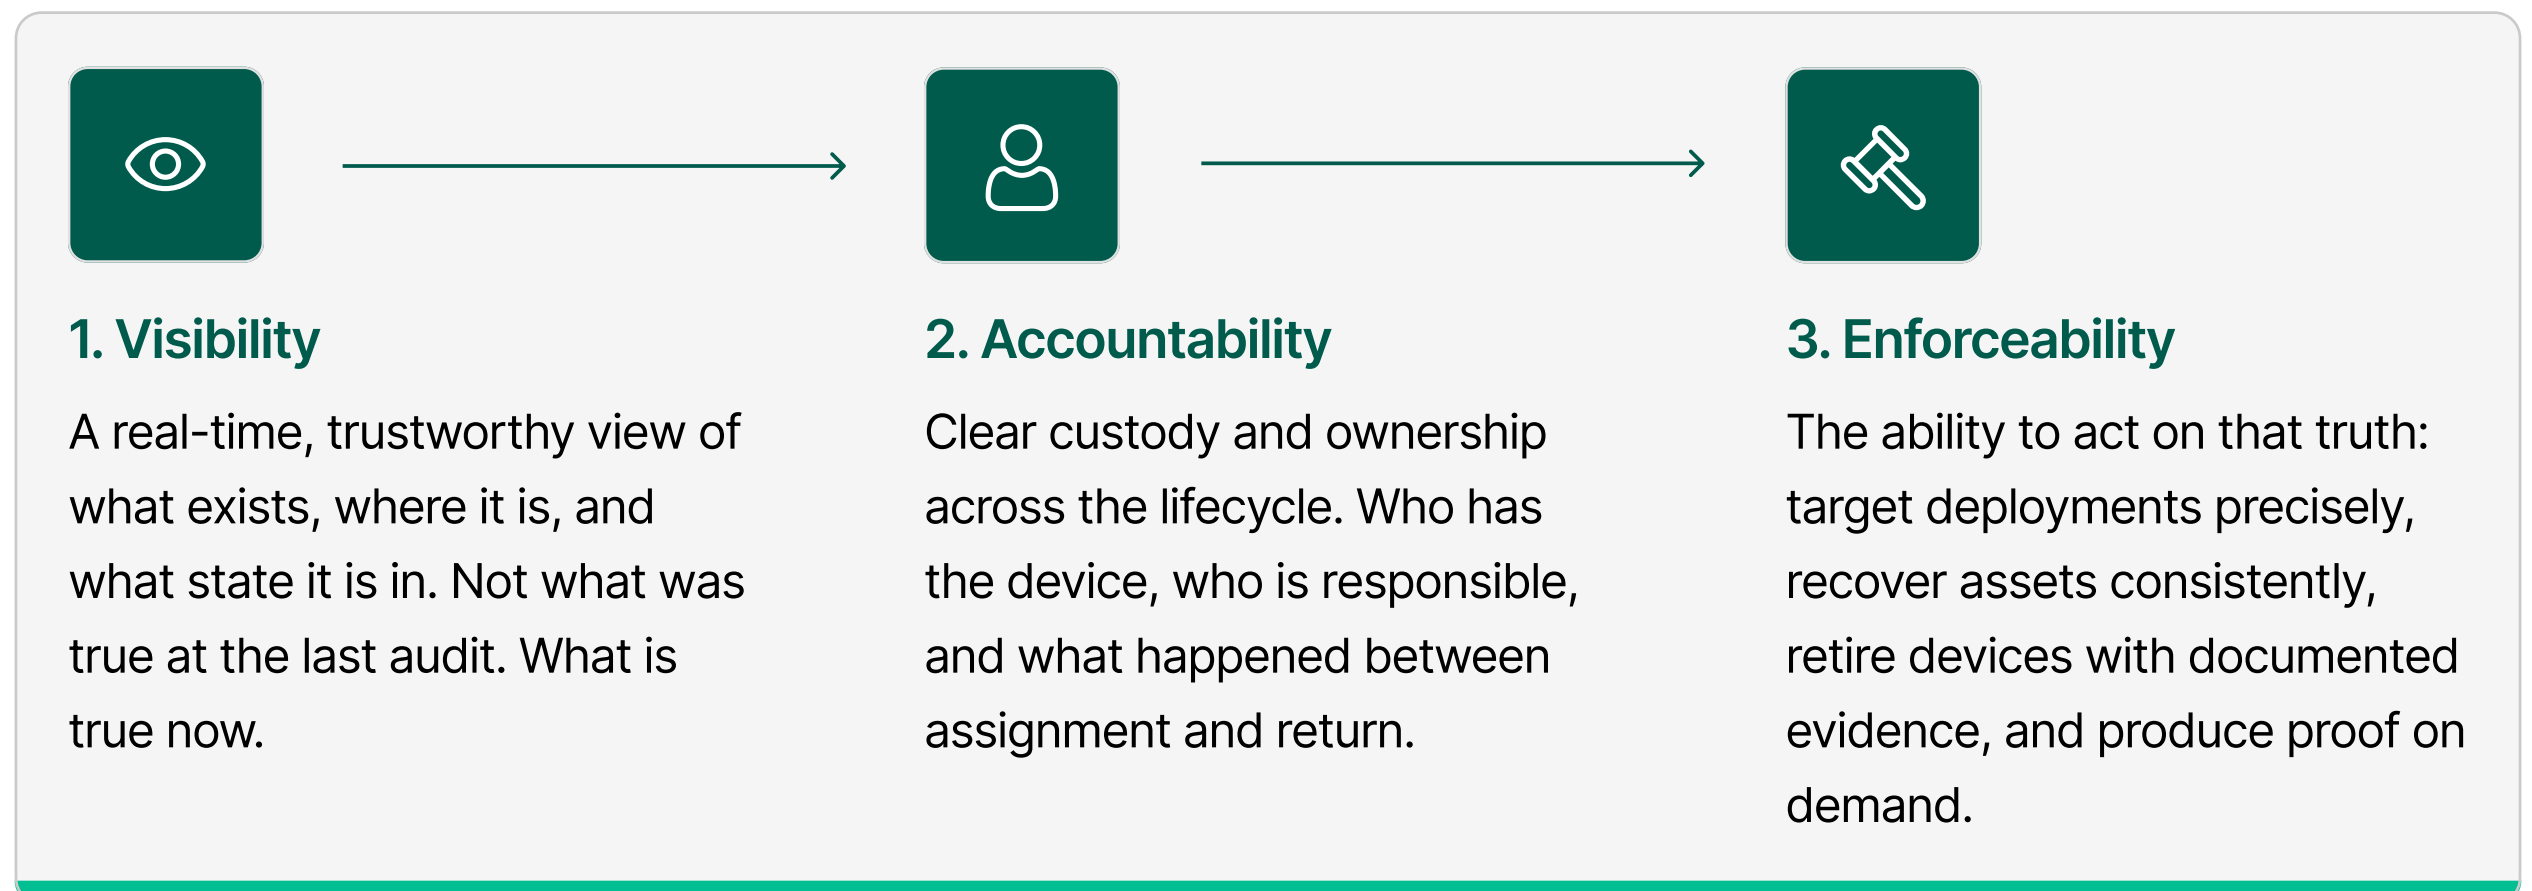 1. Visibility
A real-time, trustworthy view of
what exists, where it is, and
what state it is in. Not what was
true at the last audit. What is
true now.
2. Accountability
Clear custody and ownership
across the lifecycle. Who has
the device, who is responsible,
and what happened between
assignment and return.
3. Enforceability
The ability to act on that truth:
target deployments precisely,
recover assets consistently,
retire devices with documented
evidence, and produce proof on
demand.